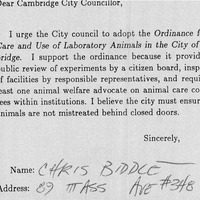 Dear Cambridge City Councillor,
I urge the City council to adopt the Ordinance f
Care and Use of Laboratory Animals in the City of
bridge. I support the ordinance because it provid
public review of experiments by a citizen board, insp
of facilities by responsible representatives, and requi
east one animal welfare advocate on animal care co
ees within institutions. I believe the city must ensur
animals are not mistreated behind closed doors.
Sincerely,
Name: CHRIS BIDDLE
Address: 89 MASS AVE #348